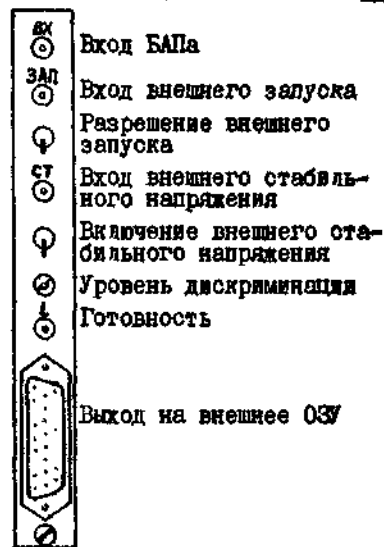 ВХ
Вход БАПа
ЗАП
Вход внешнего запуска
Разрешение внешнего
запуска
СТ
Вход внешнего стабиль-
ного напряжения
Включение внешнего ста-
бильного напряжения
Уровень дискриминации
Готовность
Выход на внешнее ОЗУ